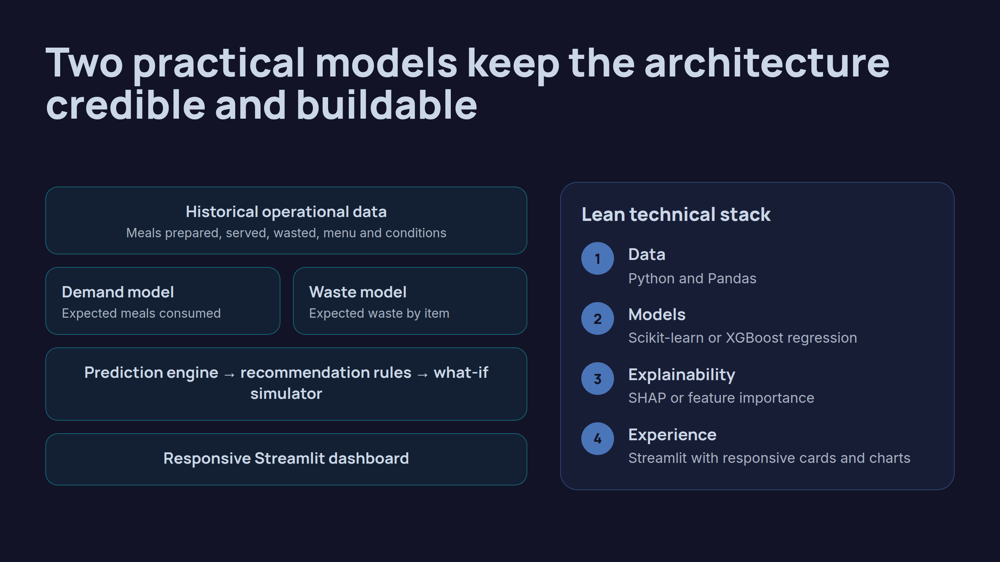 Two practical models keep the architecture
credible and buildable
Historical operational data
Meals prepared, served, wasted, menu and conditions
Demand model
Expected meals consumed
Waste model
Expected waste by item
Prediction engine → recommendation rules → what-if
simulator
Responsive Streamlit dashboard
Lean technical stack
1
Data
Python and Pandas
2
Models
Scikit-learn or XGBoost regression
3
Explainability
SHAP or feature importance
4
Experience
Streamlit with responsive cards and charts